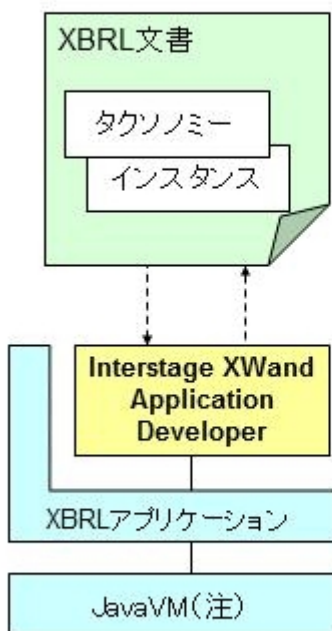 XBRL文書
タクソノミー
インスタンス
Interstage XWand
Application
Developer
XBRLアプリケーション
JavaVM(注)